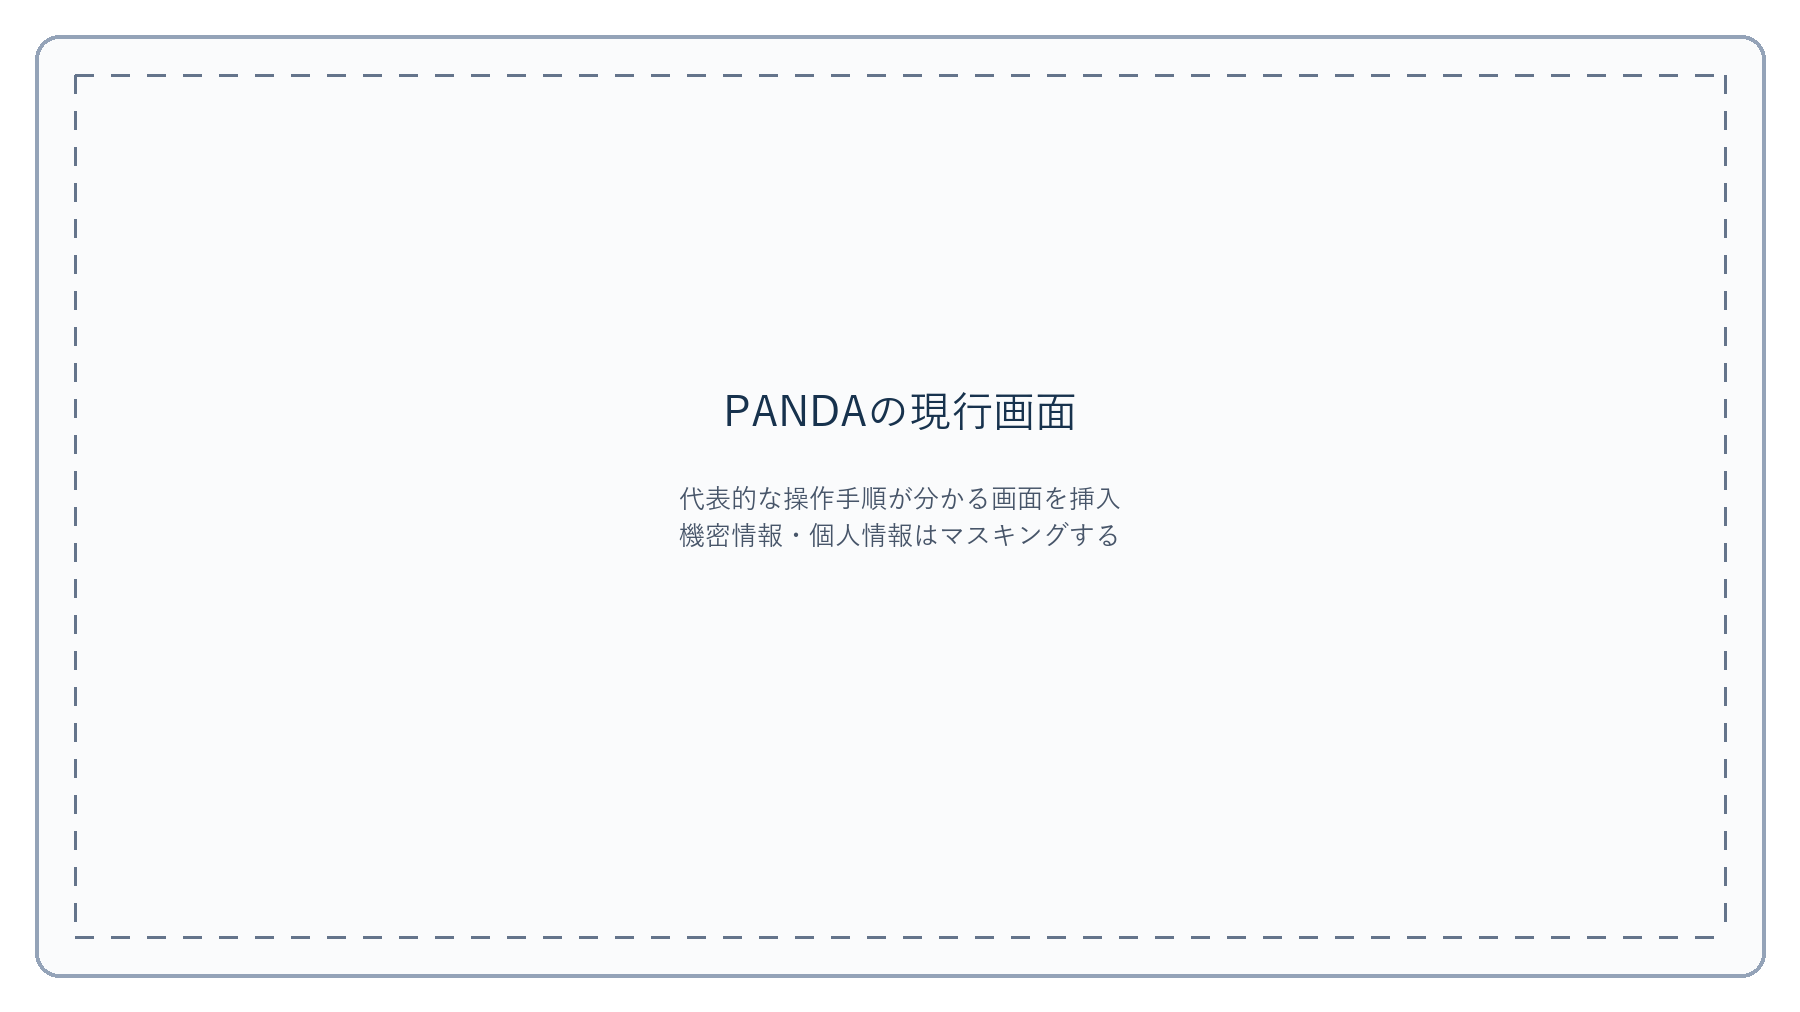 PANDAの現行画面
代表的な操作手順が分かる画面を挿入
機密情報・個人情報はマスキングする